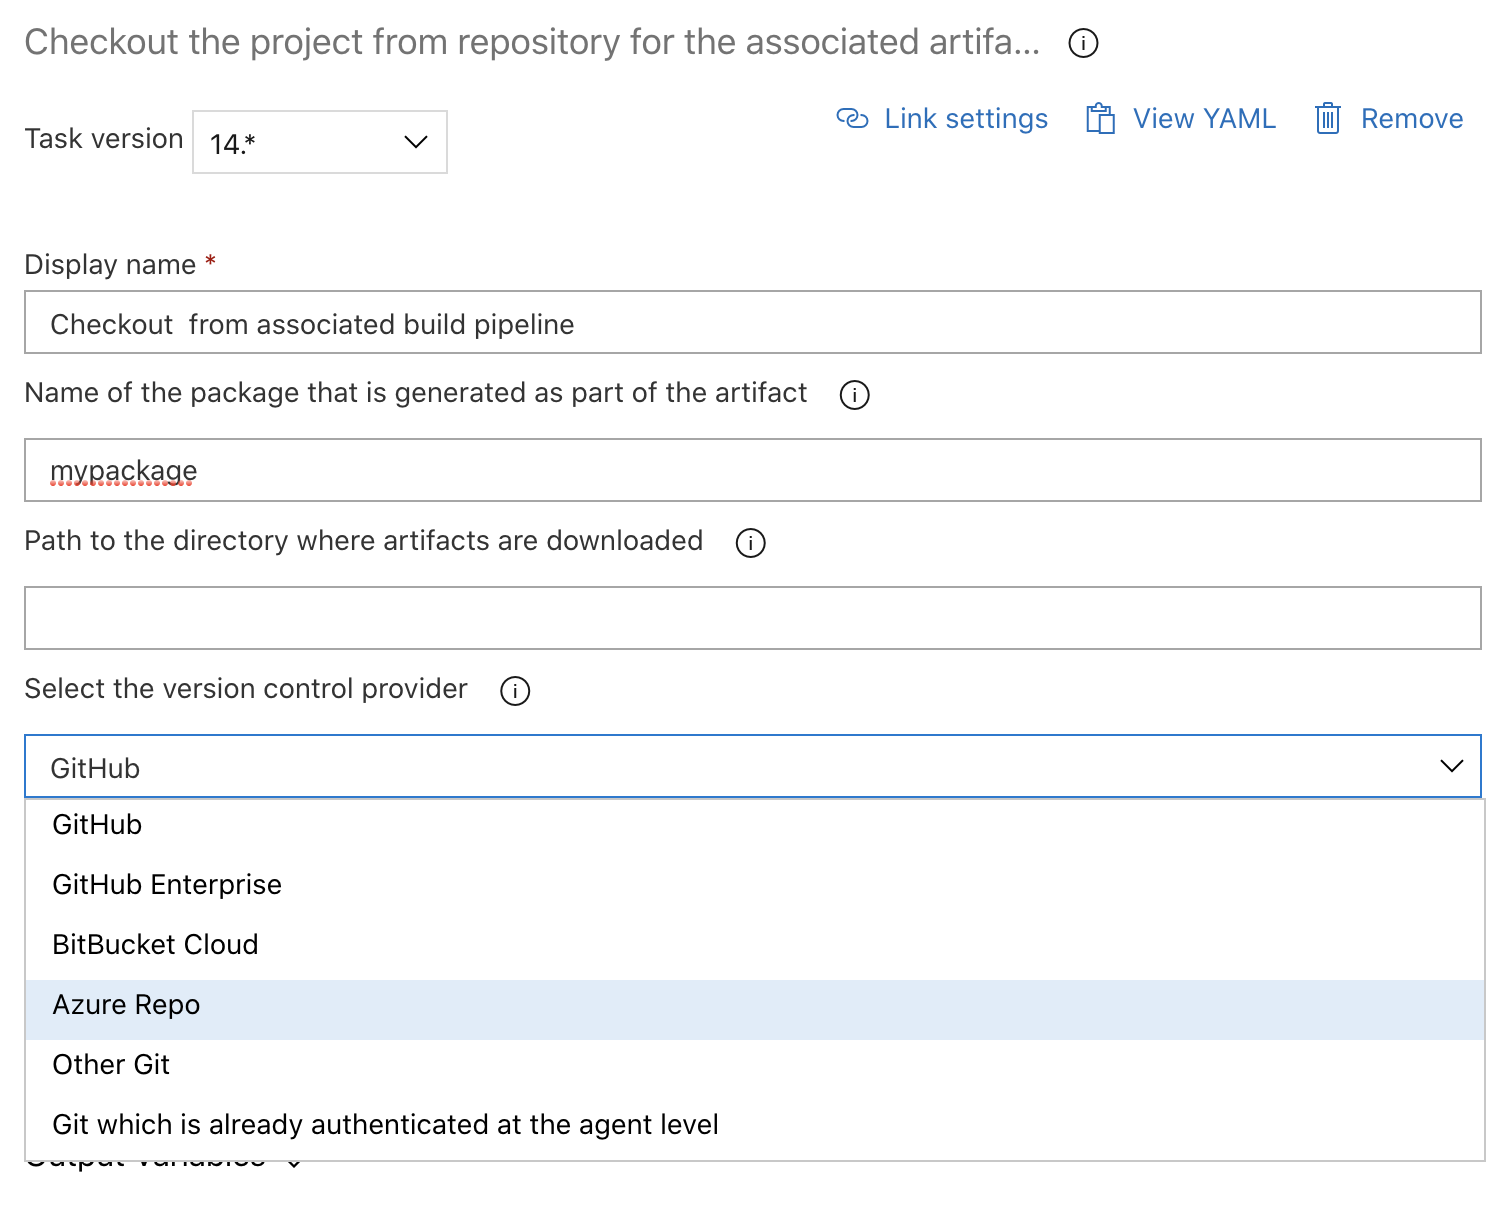 Checkout the project from repository for the associated artifa...
Task version 14.*
Link settings View YAML Remove
Display name *
Checkout  from associated build pipeline
Name of the package that is generated as part of the artifact
mypackage
Path to the directory where artifacts are downloaded
Select the version control provider
GitHub
GitHub
GitHub Enterprise
BitBucket Cloud
Azure Repo
Other Git
Git which is already authenticated at the agent level
Output Variables